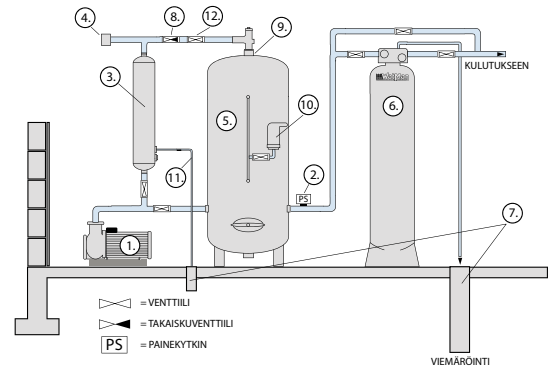 4.
8.
12.
9.
3.
5.
10.
6.
KULUTUKSEEN
WatMan
11.
2.
PS
1.
7.
= VENTTIILI
= TAKAISKUVENTTIILI
PS = PAINEKYTKIN
VIEMÄRÖINTI